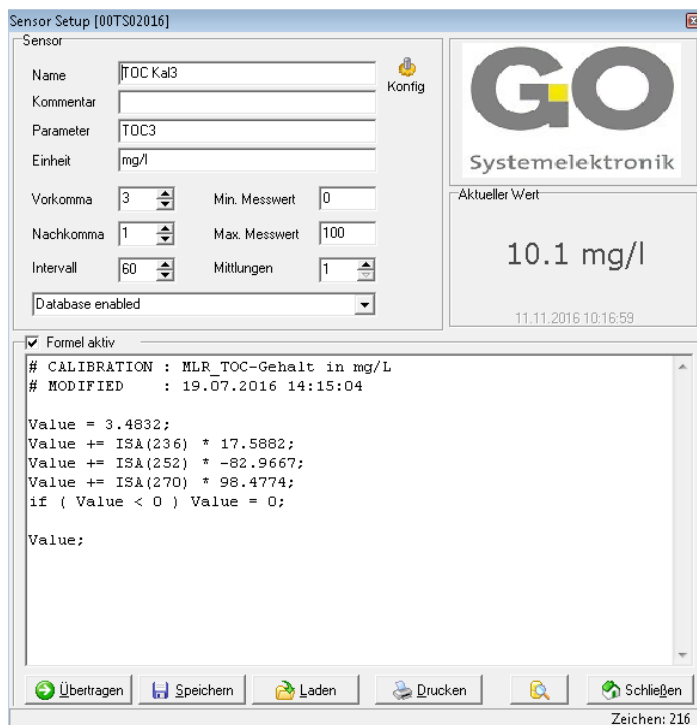 Sensor Setup [00TS02016]
Sensor
Name TOC Kal3
Konfig
Kommentar
Parameter TOC3
Einheit mg/l
Vorkomma 3 Min. Messwert 0
Nachkomma 1 Max. Messwert 100
Intervall 60 Mittlungen 1
Database enabled
GO
Systemelektronik
Aktueller Wert
10.1 mg/l
11.11.2016 10:16:59
Formel aktiv
# CALIBRATION : MLR_TOC-Gehalt in mg/L
# MODIFIED : 19.07.2016 14:15:04
Value = 3.4832;
Value += ISA(236) * 17.5882;
Value += ISA(252) * -82.9667;
Value += ISA(270) * 98.4774;
if ( Value < 0 ) Value = 0;
Value;
Übertragen Speichern Laden Drucken Schließen
Zeichen: 216